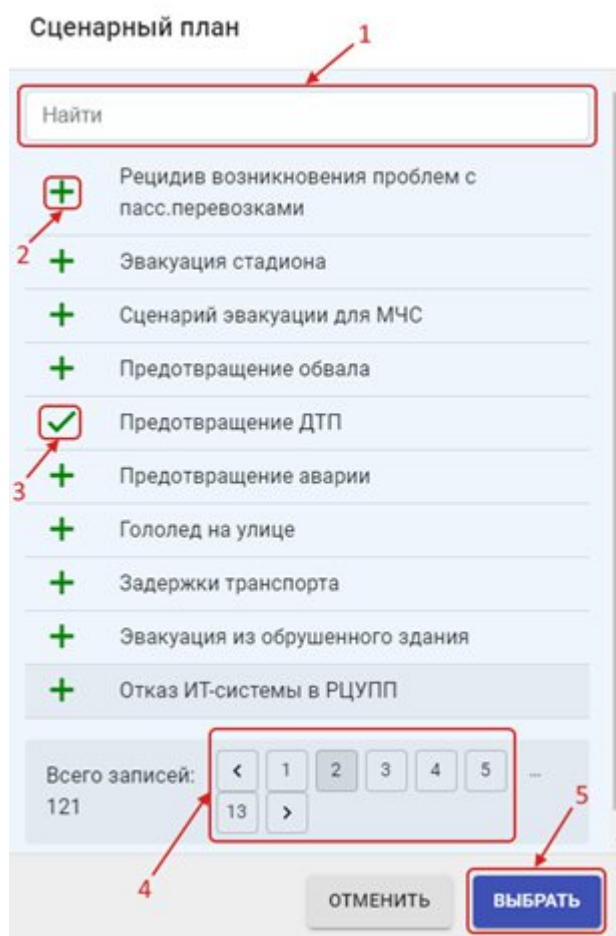 Сценарный план
1
Найти
Рецидив возникновения проблем с
пасс.перевозками
2
Эвакуация стадиона
Сценарий эвакуации для МЧС
Предотвращение обвала
Предотвращение ДТП
3
Предотвращение аварии
Гололед на улице
Задержки транспорта
Эвакуация из обрушенного здания
Отказ ИТ-системы в РЦУПП
Всего записей: < 1 2 3 4 5 ...
121 13 >
5
4
ОТМЕНИТЬ ВЫБРАТЬ